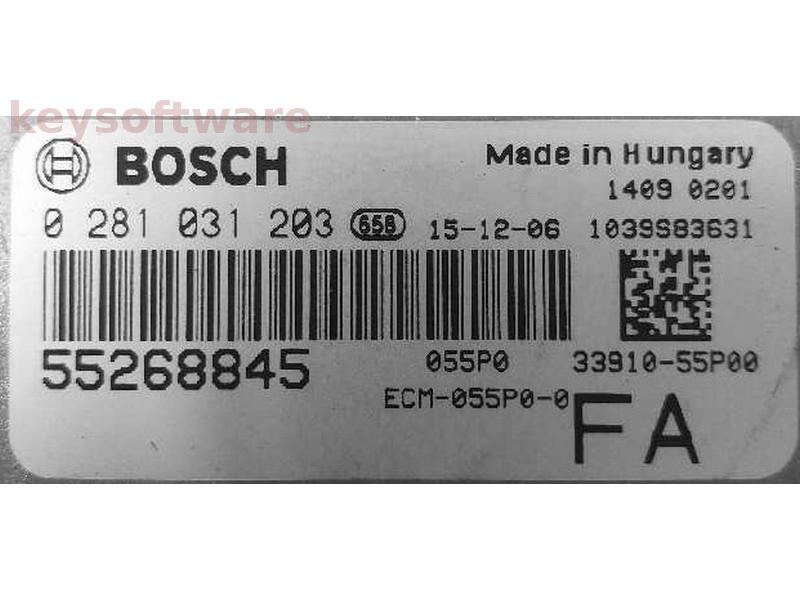 keysoftware
BOSCH Made in Hungary
1409 0201
0 281 031 203 658 15-12-06 1039S83631
55268845 055P0 33910-55P00
ECM-055P0-0
FA